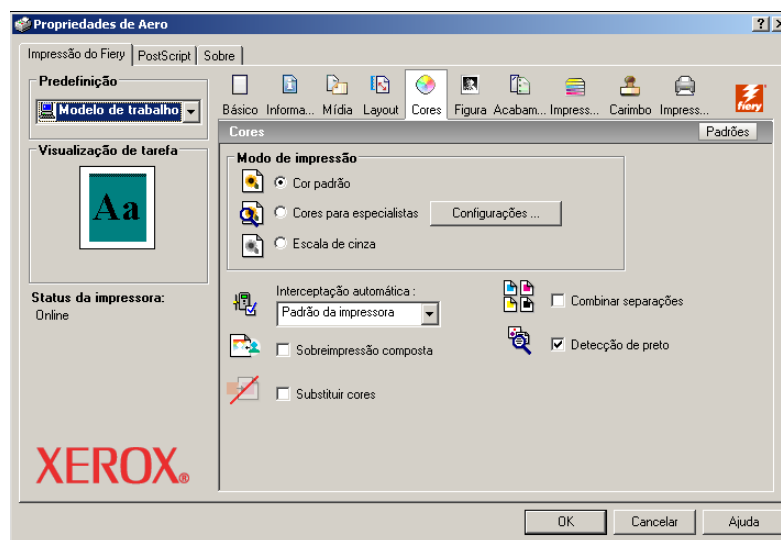 Propriedades de Aero
Impressão do Fiery PostScript Sobre
Predefinição
Modelo de trabalho
Básico Informa... Mídia Layout Cores Figura Acabam... Impress... Carimbo Impress... fiery
Cores Padrões
Visualização de tarefa
Aa
Modo de impressão
Cor padrão
Cores para especialistas Configurações ...
Escala de cinza
Status da impressora:
Online
Interceptação automática :
Padrão da impressora
Combinar separações
Sobreimpressão composta
Detecção de preto
Substituir cores
XEROX®
OK Cancelar Ajuda